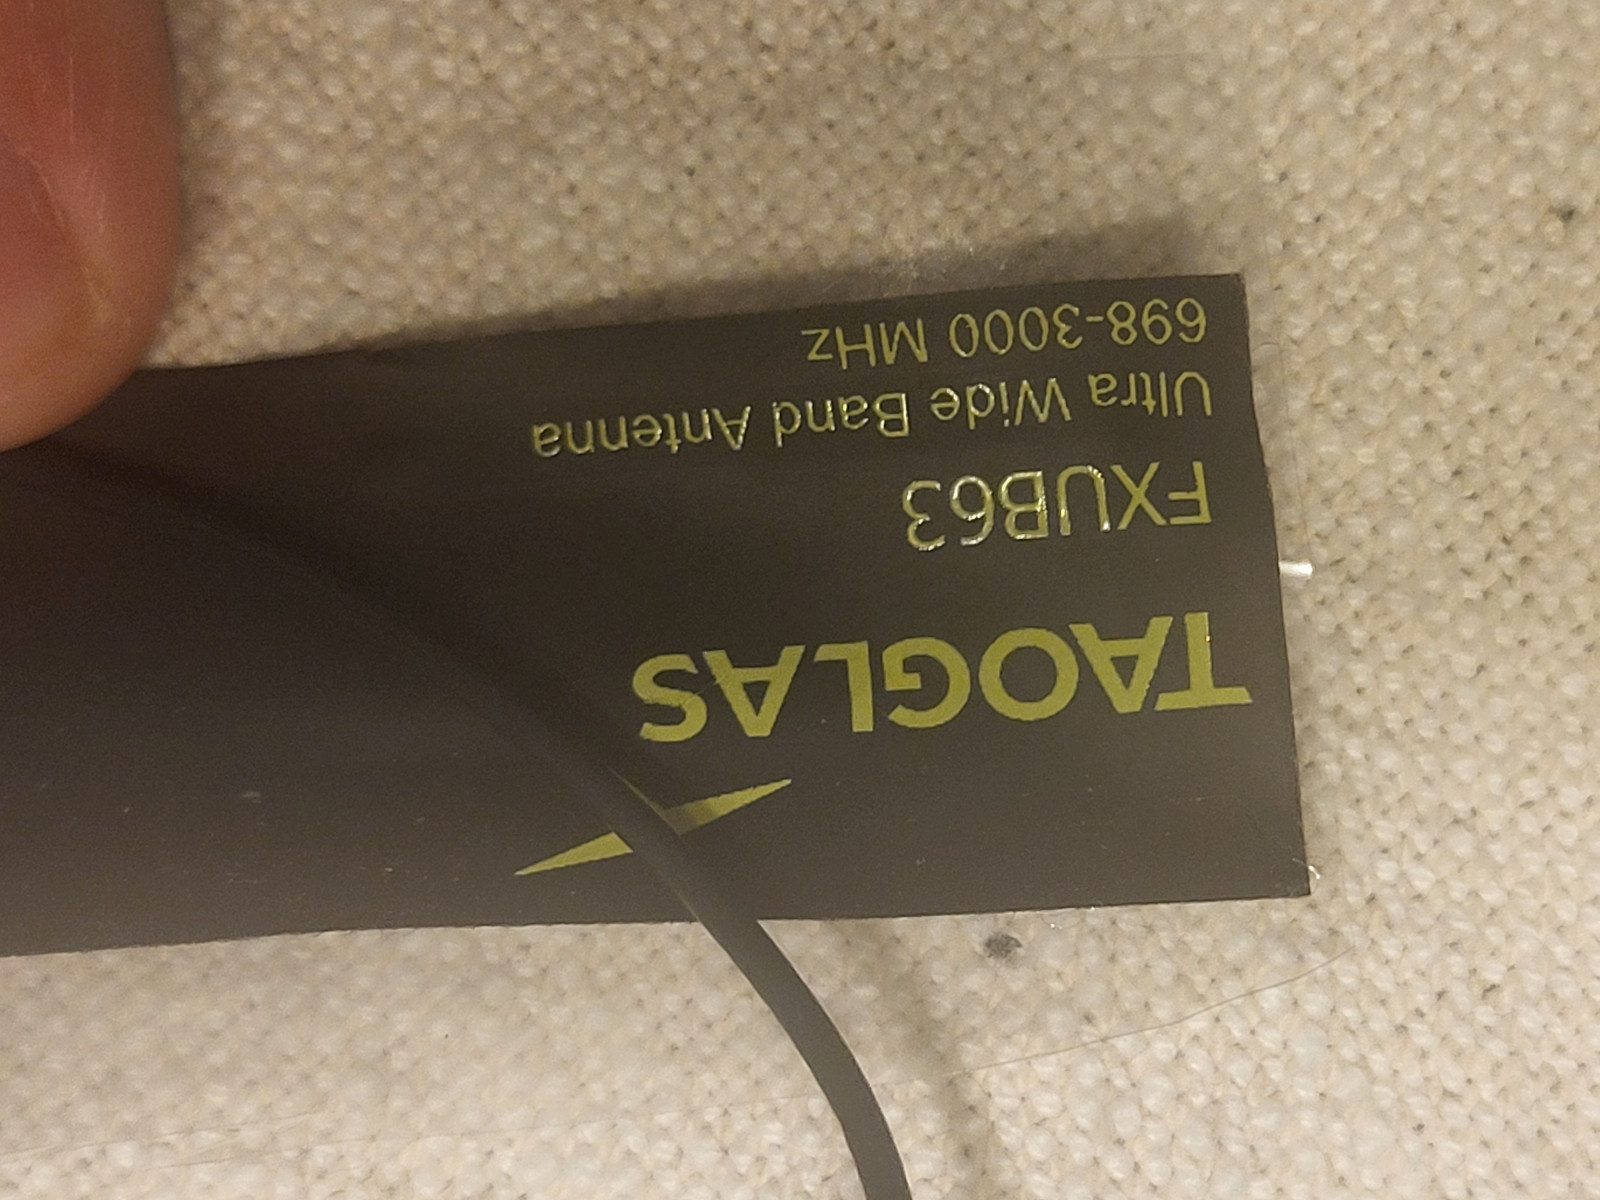 TAOGLAS
FXUB63
Ultra Wide Band Antenna
698-3000 MHz